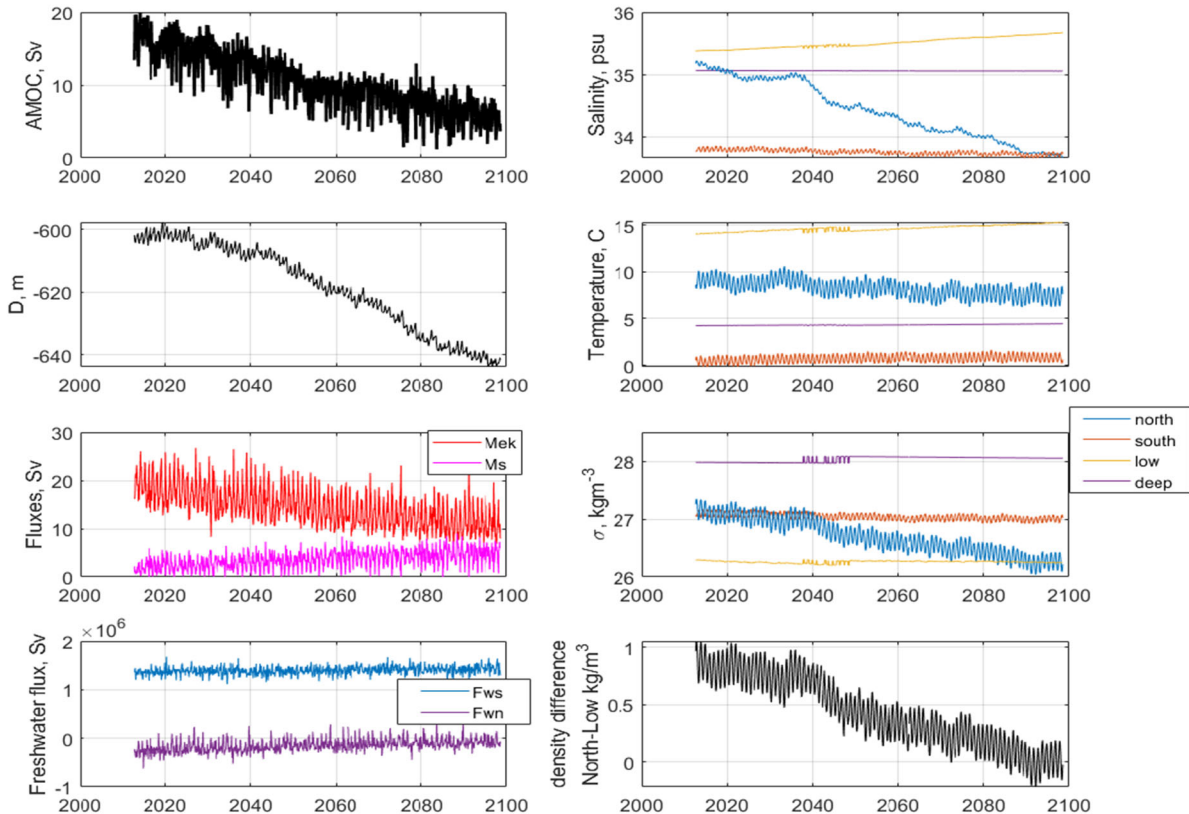 20
10
0
AMOC, Sv
2000 2020 2040 2060 2080 2100
36
35
34
Salinity, psu
2000 2020 2040 2060 2080 2100
-600
-620
-640
D, m
2000 2020 2040 2060 2080 2100
15
10
5
0
Temperature, C
2000 2020 2040 2060 2080 2100
30
20
10
0
Fluxes, Sv
Mek
Ms
2000 2020 2040 2060 2080 2100
28
27
26
σ, kgm-3
north
south
low
deep
2000 2020 2040 2060 2080 2100
× 10^6
2
1
0
-1
Freshwater flux, Sv
Fws
Fwn
2000 2020 2040 2060 2080 2100
1
0.5
0
density difference
North-Low kg/m^3
2000 2020 2040 2060 2080 2100